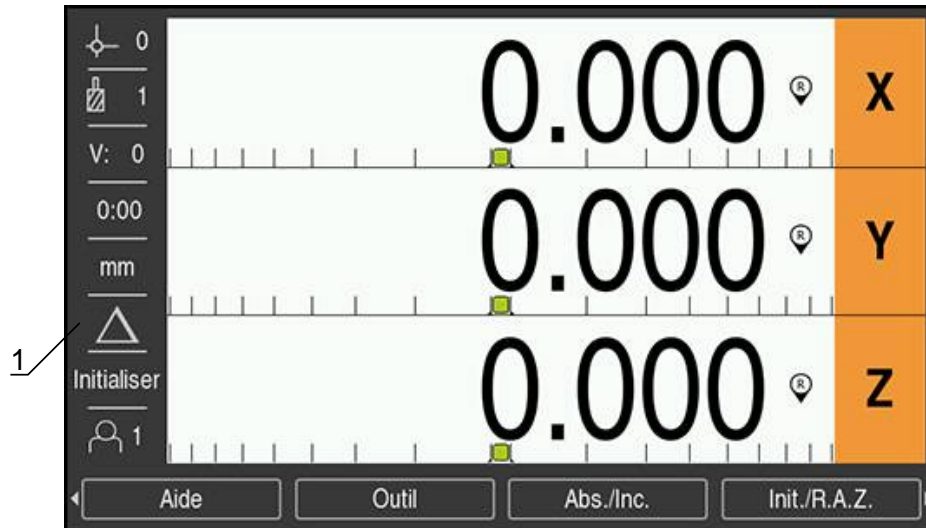 0
1
V: 0
0:00
mm
Initialiser
1
1
0.000 R X
0.000 R Y
0.000 R Z
Aide Outil Abs./Inc. Init./R.A.Z.